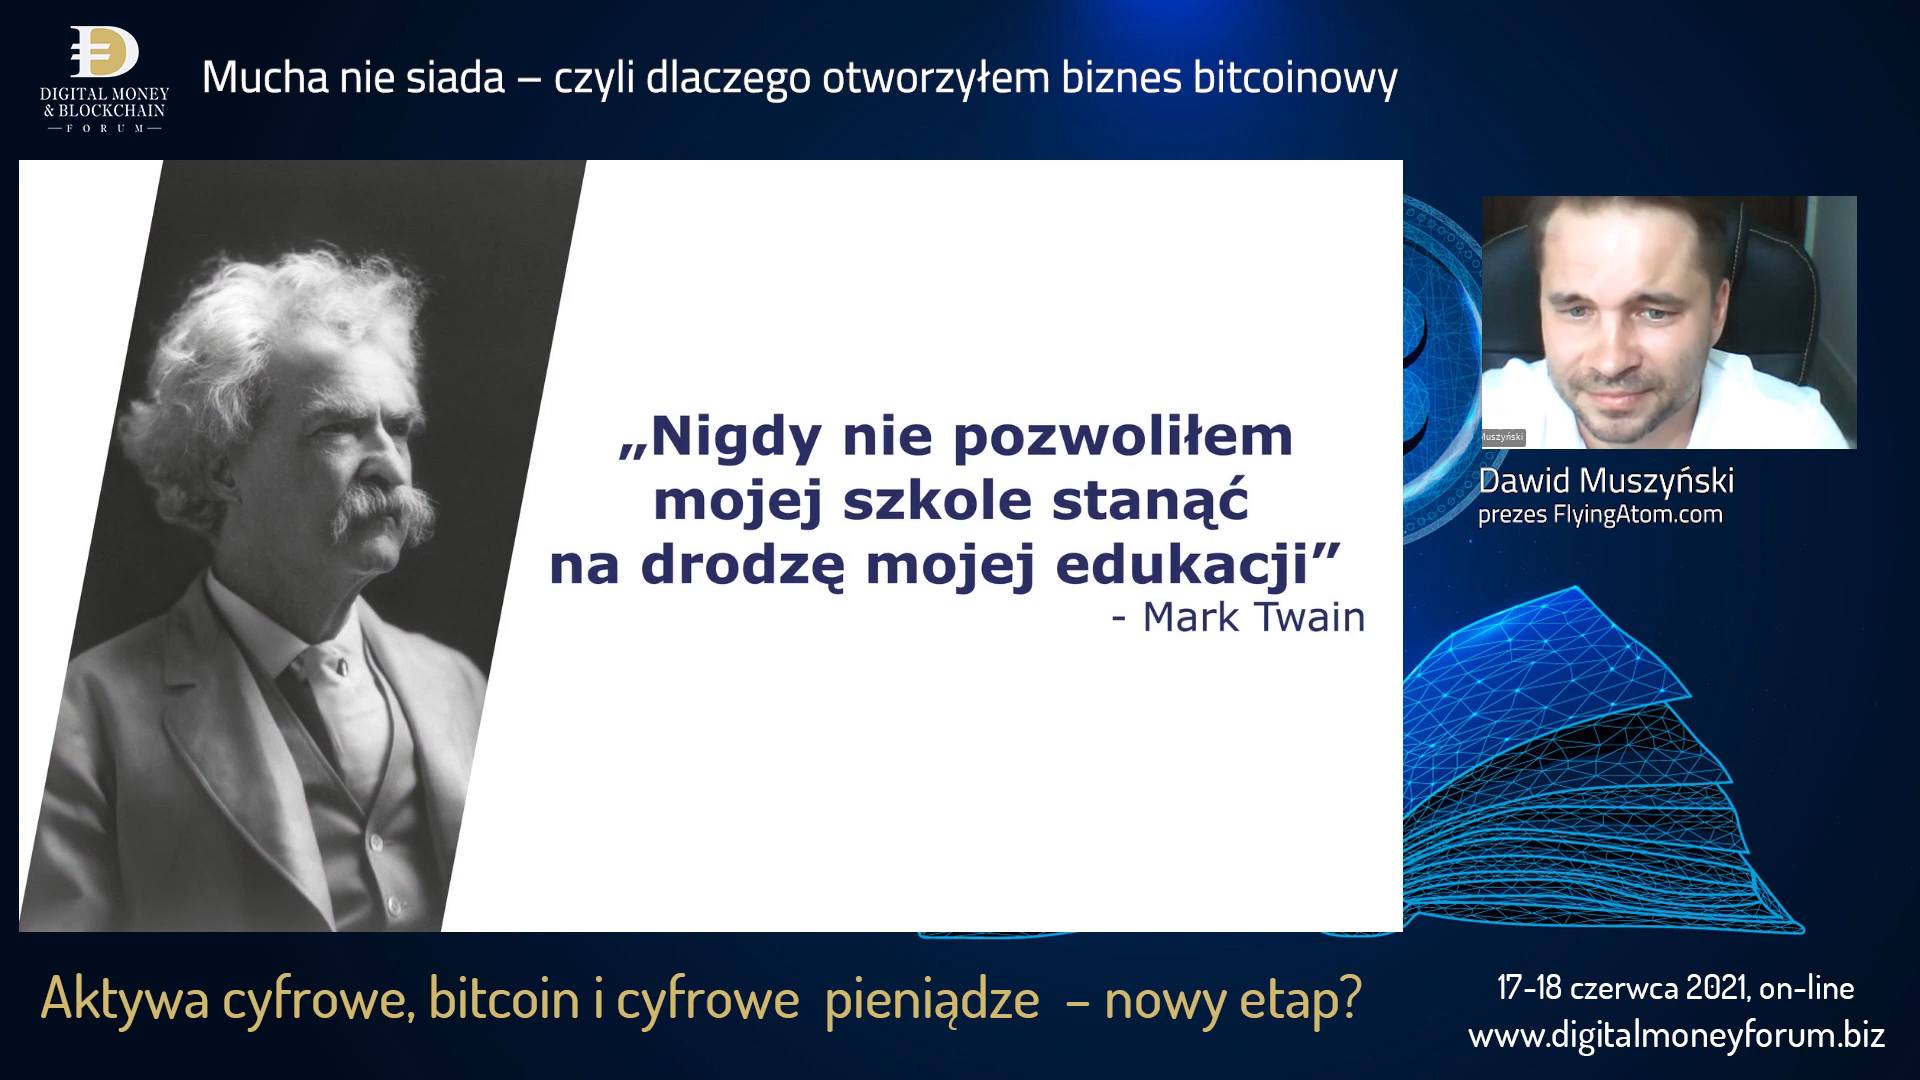 DIGITAL MONEY
& BLOCKCHAIN
FORUM
Mucha nie siada – czyli dlaczego otworzyłem biznes bitcoinowy
„Nigdy nie pozwoliłem
mojej szkole stanąć
na drodzę mojej edukacji”
- Mark Twain
Muszyński
Dawid Muszyński
prezes FlyingAtom.com
Aktywa cyfrowe, bitcoin i cyfrowe pieniądze – nowy etap?
17-18 czerwca 2021, on-line
www.digitalmoneyforum.biz